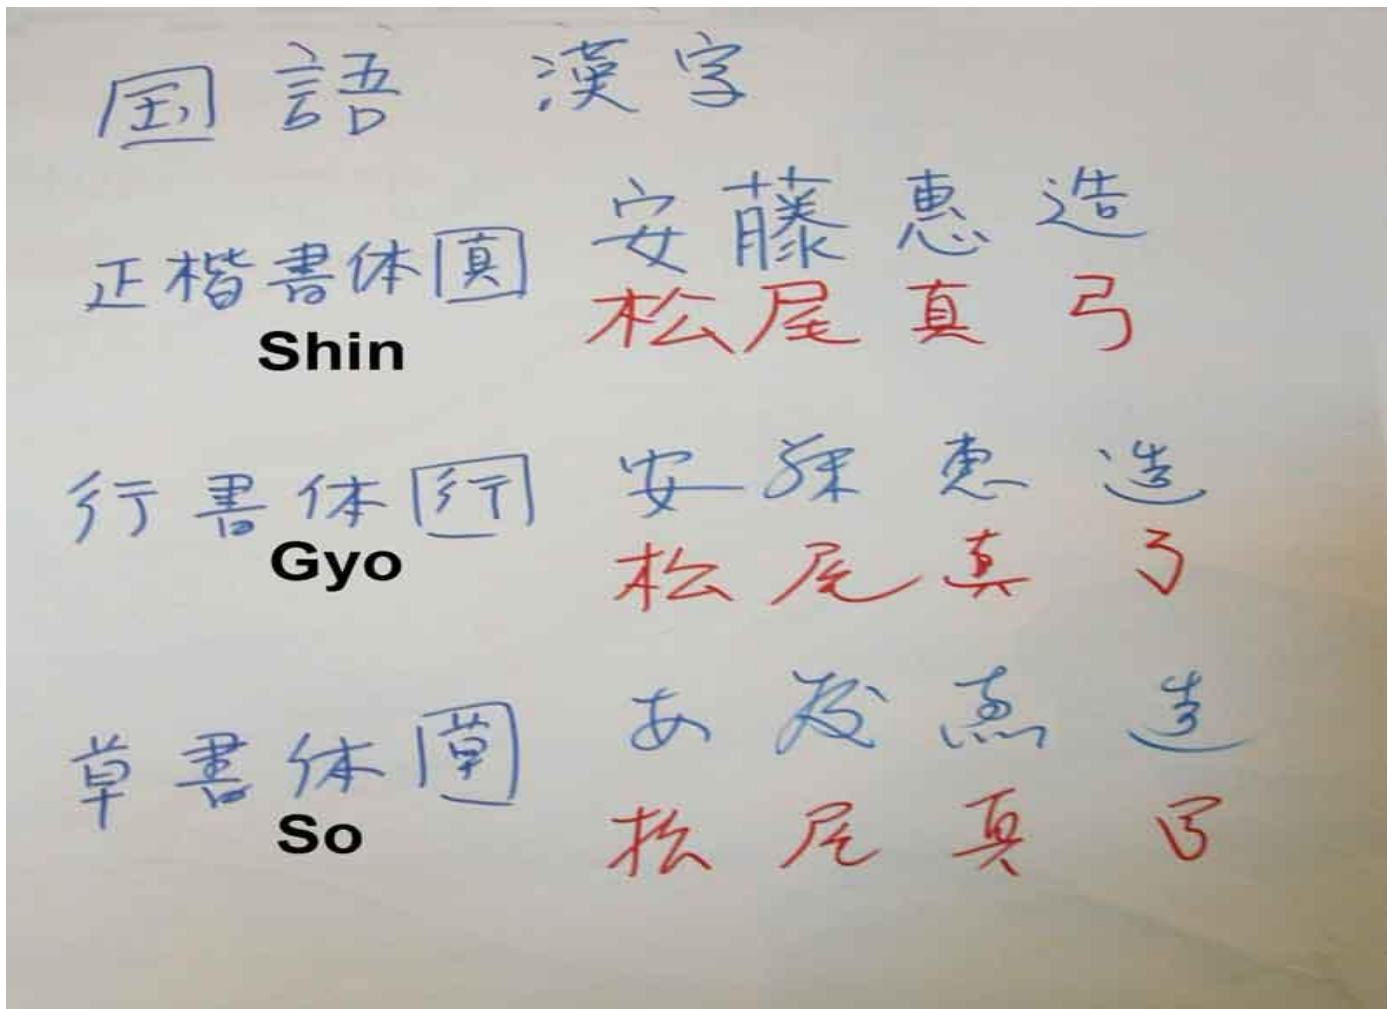 国語 漢字
正楷書体真 安藤恵造
Shin 松尾真弓
行書体行 安藤恵造
Gyo 松尾真弓
草書体草 安藤恵造
So 松尾真弓